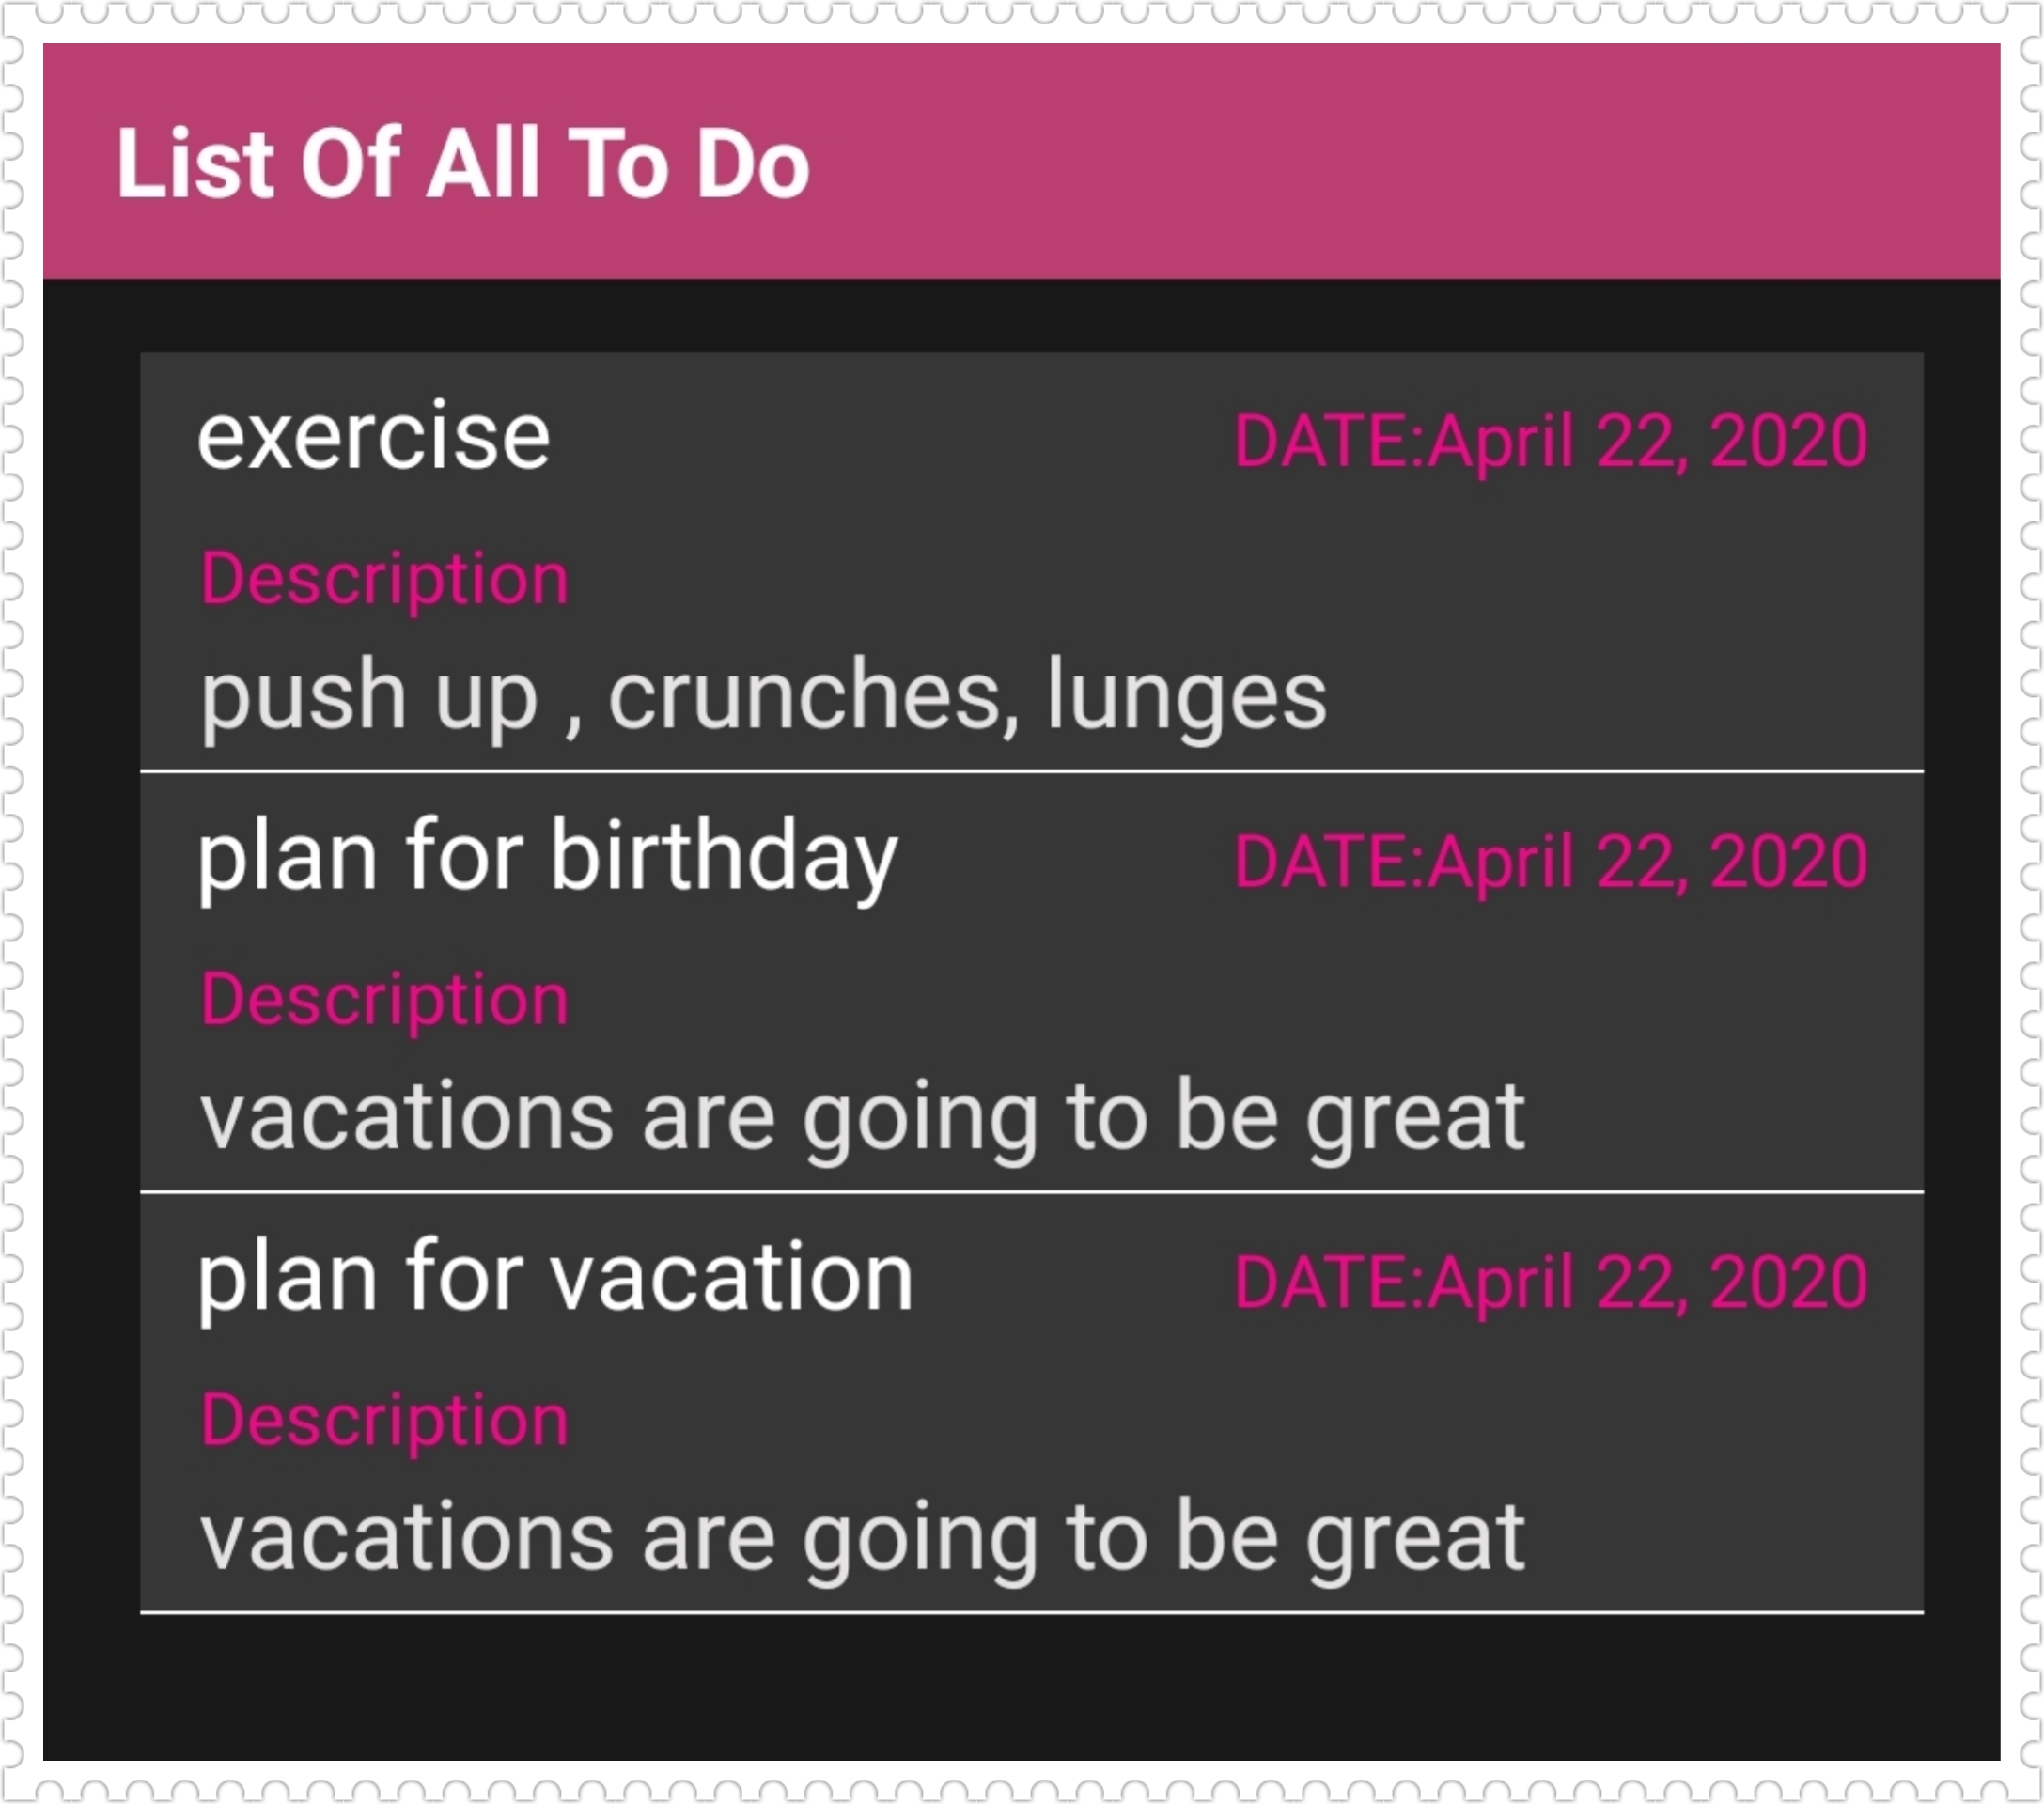 List Of All To Do
exercise DATE:April 22, 2020
Description
push up , crunches, lunges
plan for birthday DATE:April 22, 2020
Description
vacations are going to be great
plan for vacation DATE:April 22, 2020
Description
vacations are going to be great